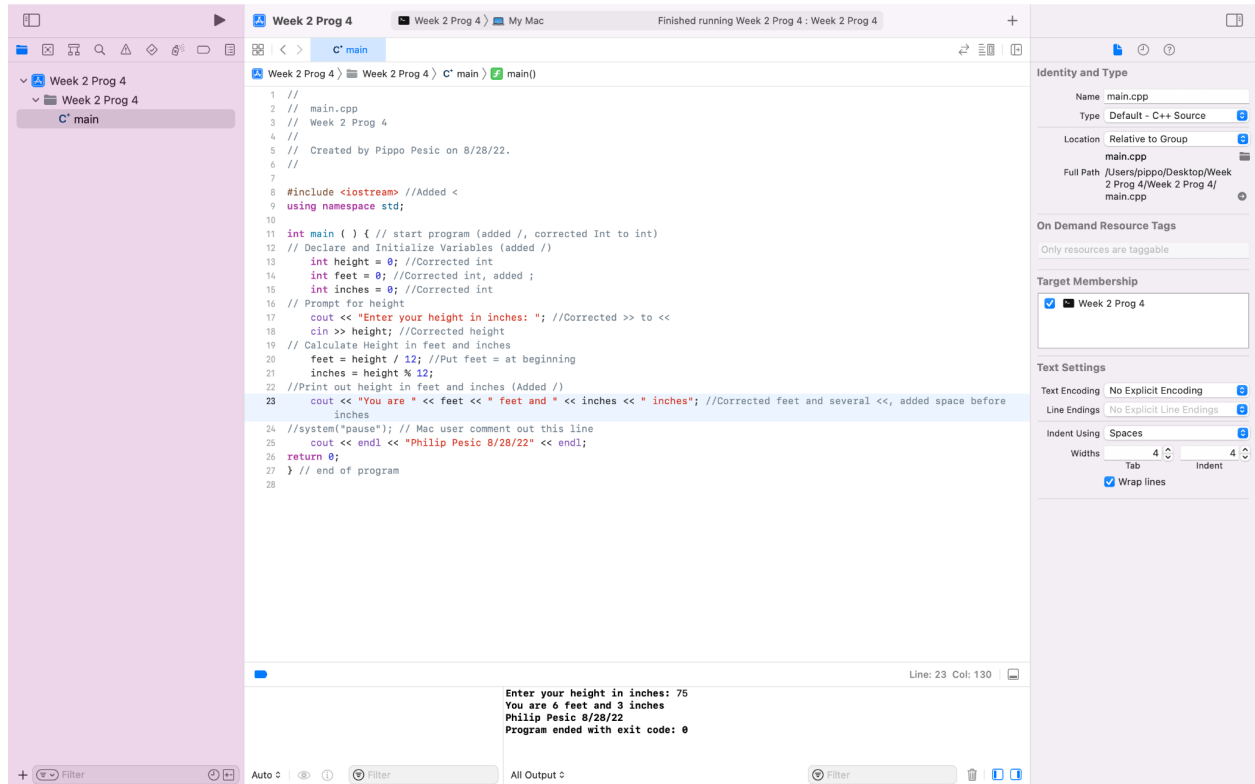 Week 2 Prog 4
Week 2 Prog 4 〉 My Mac
Finished running Week 2 Prog 4 : Week 2 Prog 4
main
Week 2 Prog 4 〉 Week 2 Prog 4 〉 C+ main 〉 f main()
Week 2 Prog 4
Week 2 Prog 4
C+ main
1 //
2 //  main.cpp
3 //  Week 2 Prog 4
4 //
5 //  Created by Pippo Pesic on 8/28/22.
6 //
7
8 #include <iostream> //Added <
9 using namespace std;
10
11 int main ( ) { // start program (added /, corrected Int to int)
12 // Declare and Initialize Variables (added /)
13     int height = 0; //Corrected int
14     int feet = 0; //Corrected int, added ;
15     int inches = 0; //Corrected int
16 // Prompt for height
17     cout << "Enter your height in inches: "; //Corrected >> to <<
18     cin >> height; //Corrected height
19 // Calculate Height in feet and inches
20     feet = height / 12; //Put feet = at beginning
21     inches = height % 12;
22 //Print out height in feet and inches (Added /)
23     cout << "You are " << feet << " feet and " << inches << " inches"; //Corrected feet and several <<, added space before
inches
24 //system("pause"); // Mac user comment out this line
25     cout << endl << "Philip Pesic 8/28/22" << endl;
26 return 0;
27 } // end of program
28
Line: 23 Col: 130
Enter your height in inches: 75
You are 6 feet and 3 inches
Philip Pesic 8/28/22
Program ended with exit code: 0
Filter
Auto
Filter
All Output
Filter
Identity and Type
Name main.cpp
Type Default - C++ Source
Location Relative to Group
main.cpp
Full Path /Users/pippo/Desktop/Week
2 Prog 4/Week 2 Prog 4/
main.cpp
On Demand Resource Tags
Only resources are taggable
Target Membership
Week 2 Prog 4
Text Settings
Text Encoding No Explicit Encoding
Line Endings No Explicit Line Endings
Indent Using Spaces
Widths 4 4
Tab Indent
Wrap lines